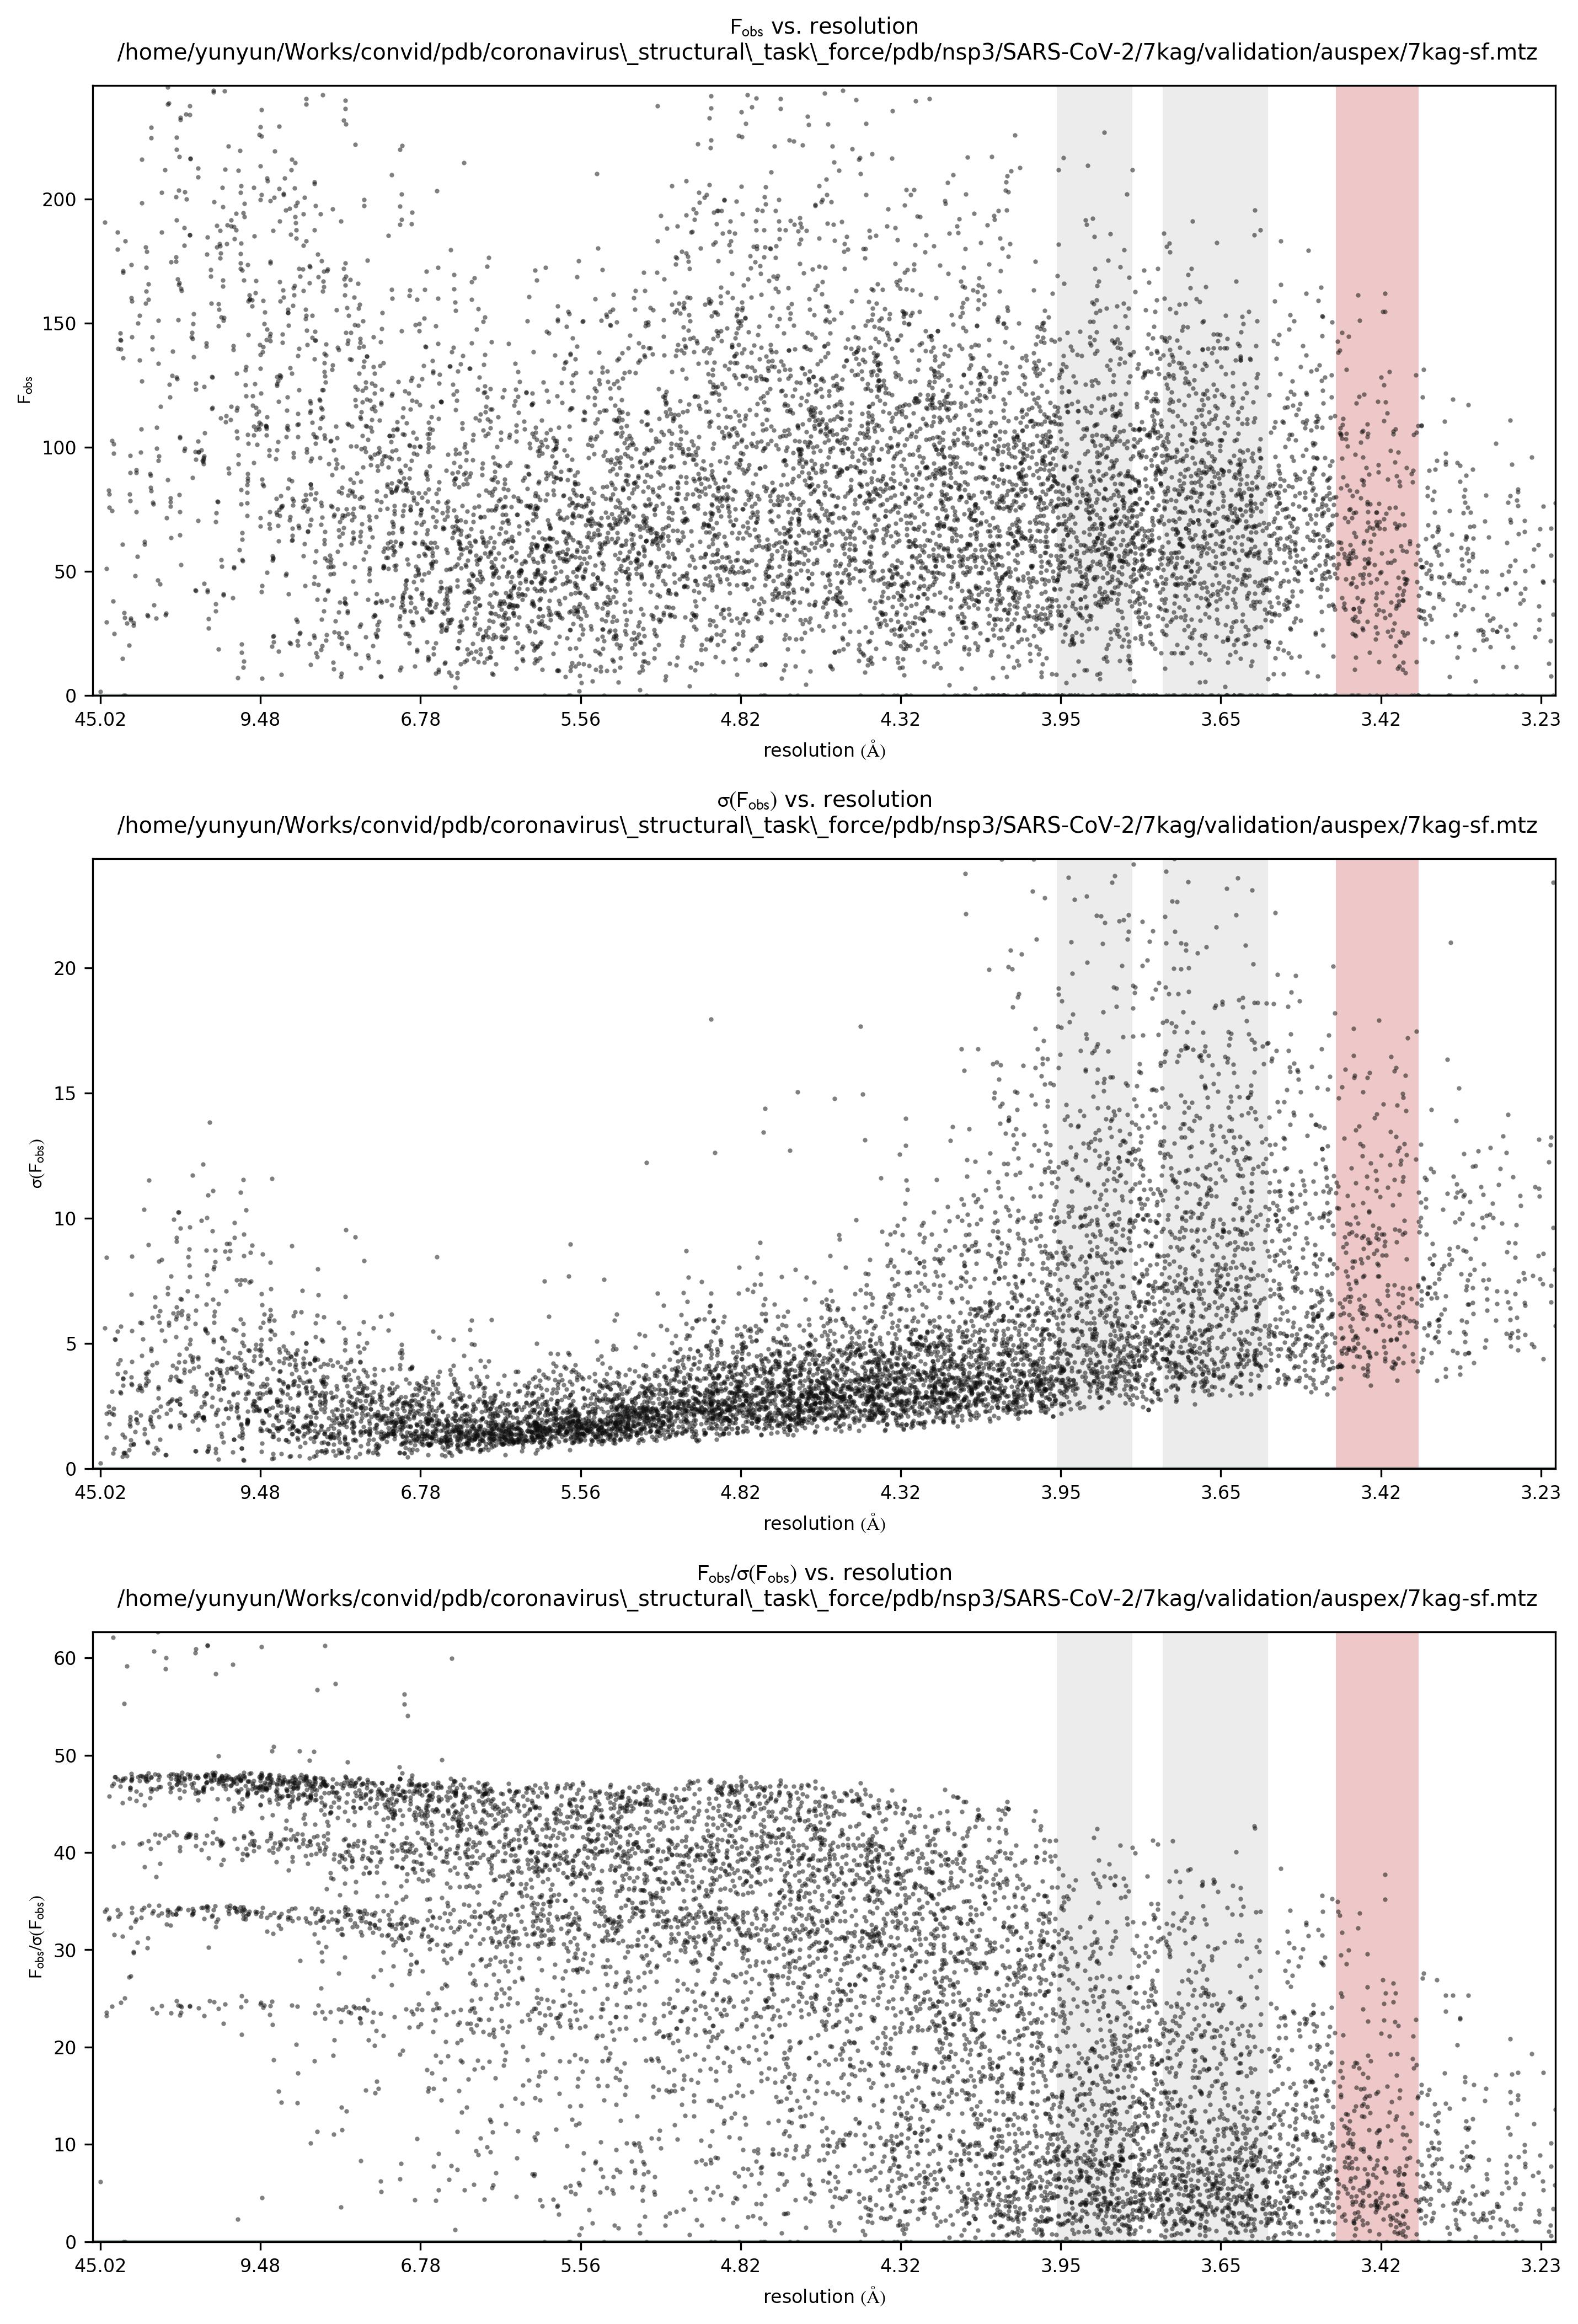 Fobs vs. resolution
/home/yunyun/Works/convid/pdb/coronavirus\_structural\_task\_force/pdb/nsp3/SARS-CoV-2/7kag/validation/auspex/7kag-sf.mtz
200
150
100
50
0
Fobs
45.02 9.48 6.78 5.56 4.82 4.32 3.95 3.65 3.42 3.23
resolution (Å)
σ(Fobs) vs. resolution
/home/yunyun/Works/convid/pdb/coronavirus\_structural\_task\_force/pdb/nsp3/SARS-CoV-2/7kag/validation/auspex/7kag-sf.mtz
20
15
10
5
0
σ(Fobs)
45.02 9.48 6.78 5.56 4.82 4.32 3.95 3.65 3.42 3.23
resolution (Å)
Fobs/σ(Fobs) vs. resolution
/home/yunyun/Works/convid/pdb/coronavirus\_structural\_task\_force/pdb/nsp3/SARS-CoV-2/7kag/validation/auspex/7kag-sf.mtz
60
50
40
30
20
10
0
Fobs/σ(Fobs)
45.02 9.48 6.78 5.56 4.82 4.32 3.95 3.65 3.42 3.23
resolution (Å)